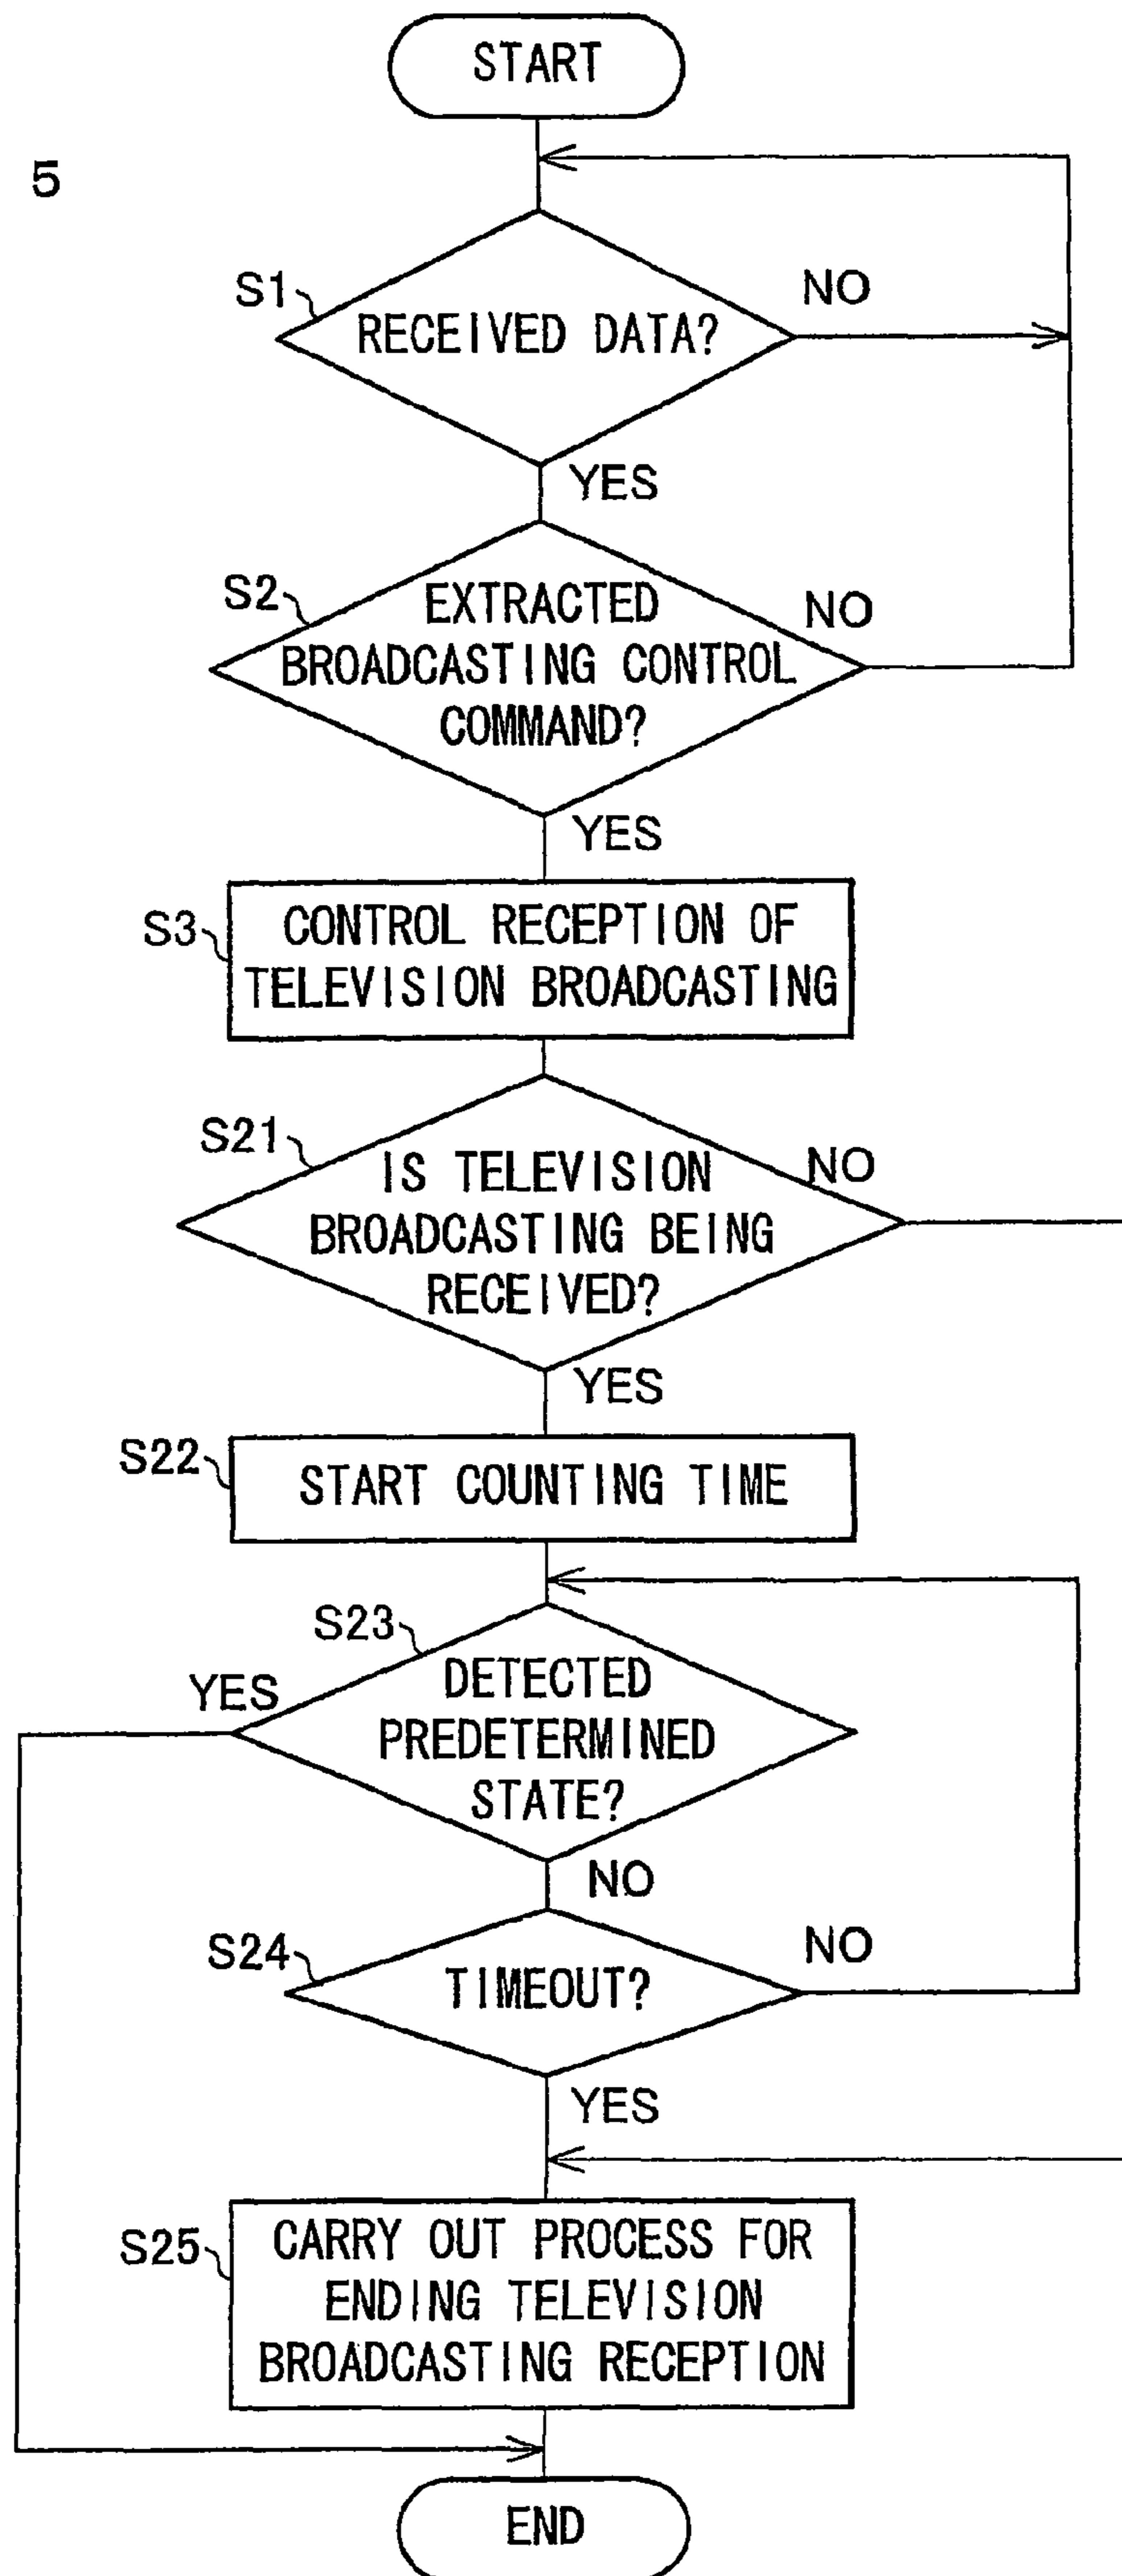 START
5
S1
RECEIVED DATA?
NO
YES
S2
EXTRACTED
BROADCASTING CONTROL
COMMAND?
NO
YES
S3
CONTROL RECEPTION OF
TELEVISION BROADCASTING
S21
IS TELEVISION
BROADCASTING BEING
RECEIVED?
NO
YES
S22
START COUNTING TIME
S23
YES
DETECTED
PREDETERMINED
STATE?
NO
S24
TIMEOUT?
NO
YES
S25
CARRY OUT PROCESS FOR
ENDING TELEVISION
BROADCASTING RECEPTION
END